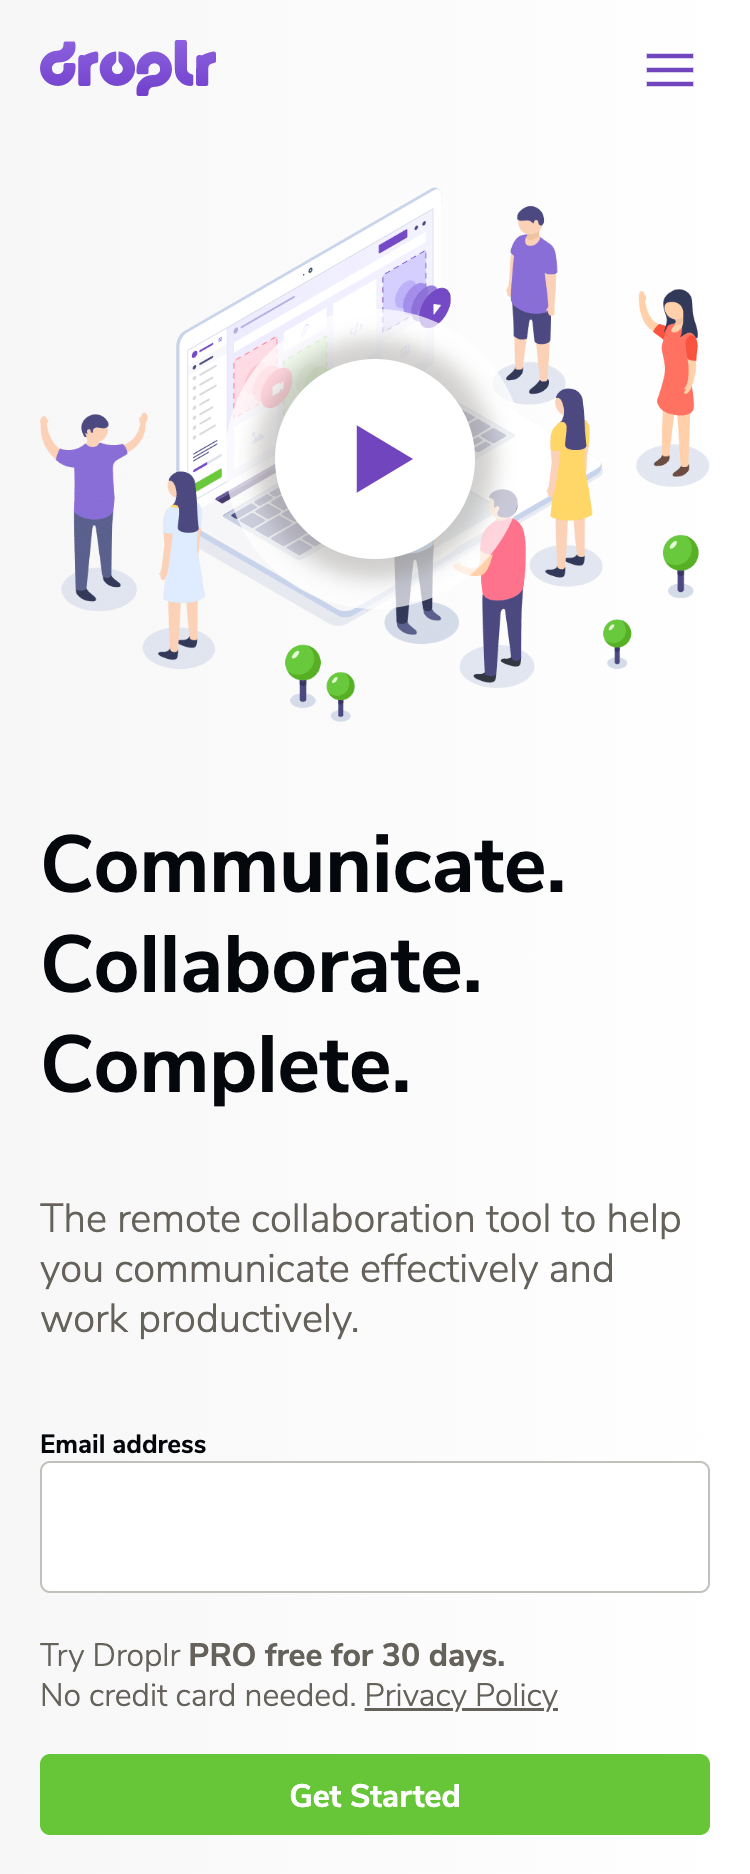 droplr
Communicate.
Collaborate.
Complete.
The remote collaboration tool to help
you communicate effectively and
work productively.
Email address
Try Droplr PRO free for 30 days.
No credit card needed. Privacy Policy
Get Started